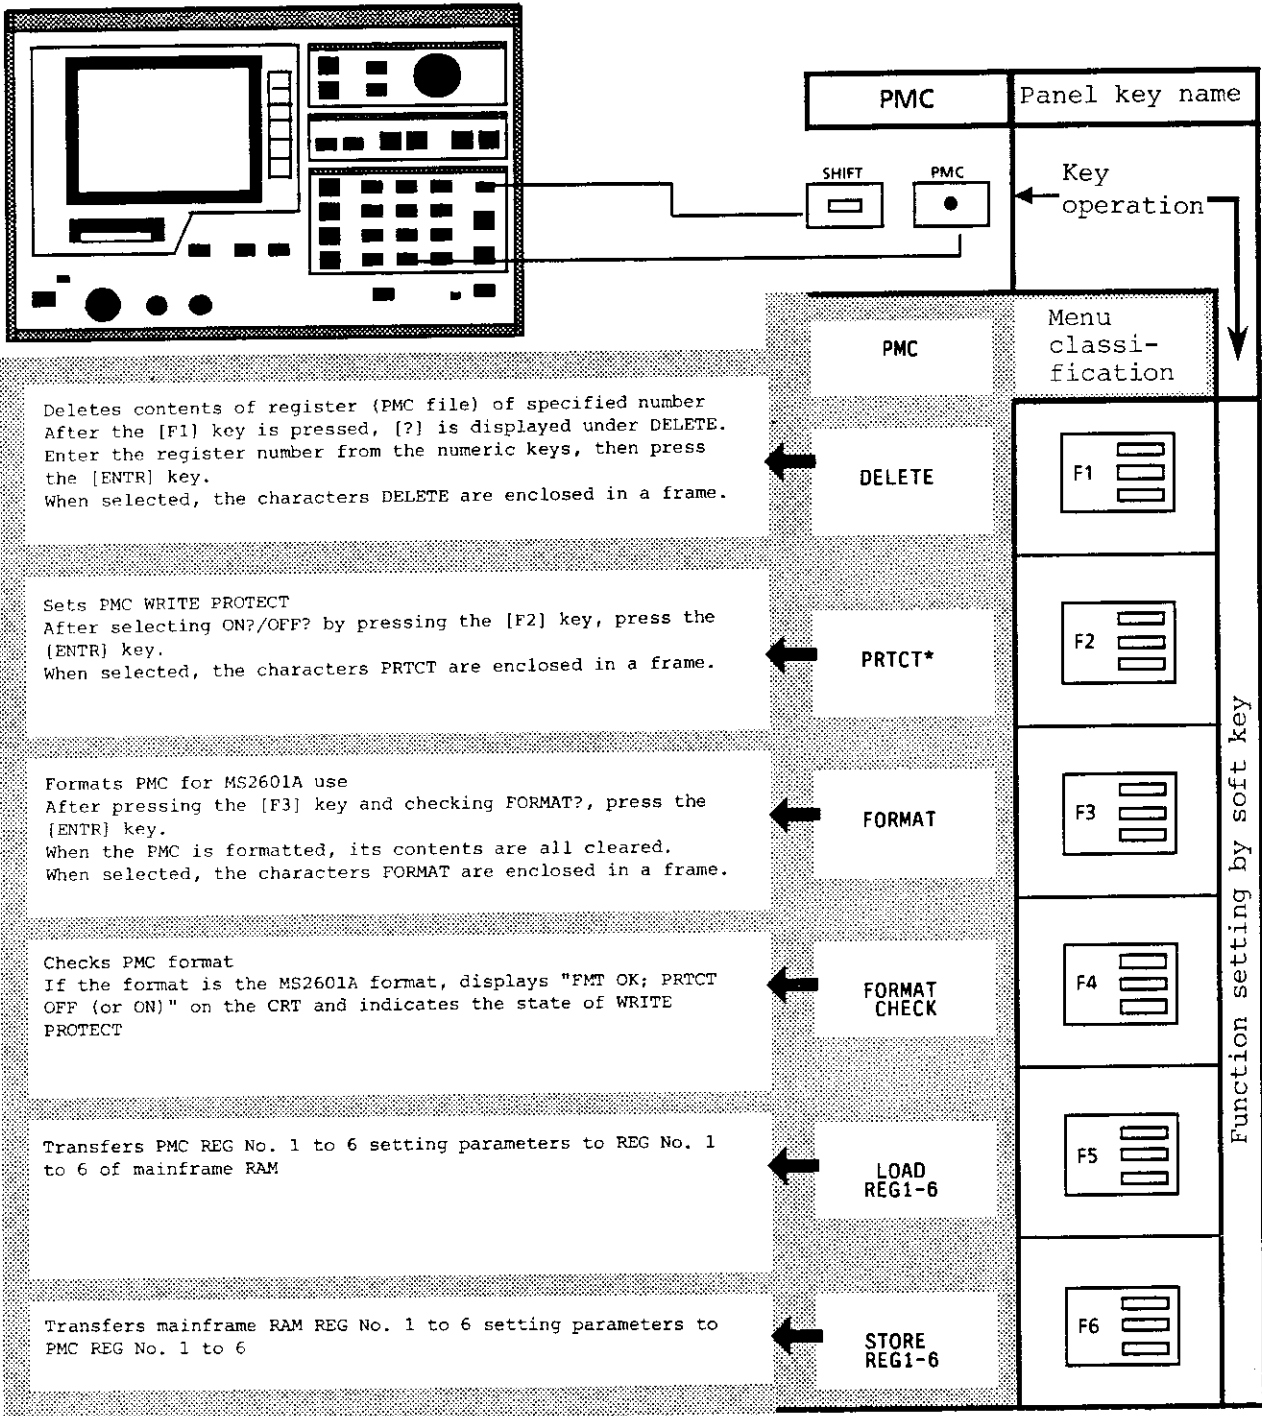 PMC
Panel key name
SHIFT
PMC
Key
operation
PMC
Menu
classi-
fication
Deletes contents of register (PMC file) of specified number
After the [F1] key is pressed, [?] is displayed under DELETE.
Enter the register number from the numeric keys, then press
the [ENTR] key.
When selected, the characters DELETE are enclosed in a frame.
DELETE
F1
Sets PMC WRITE PROTECT
After selecting ON?/OFF? by pressing the [F2] key, press the
[ENTR] key.
When selected, the characters PRTCT are enclosed in a frame.
PRTCT*
F2
Formats PMC for MS2601A use
After pressing the [F3] key and checking FORMAT?, press the
[ENTR] key.
When the PMC is formatted, its contents are all cleared.
When selected, the characters FORMAT are enclosed in a frame.
FORMAT
F3
Checks PMC format
If the format is the MS2601A format, displays "FMT OK; PRTCT
OFF (or ON)" on the CRT and indicates the state of WRITE
PROTECT
FORMAT
CHECK
F4
Transfers PMC REG No. 1 to 6 setting parameters to REG No. 1
to 6 of mainframe RAM
LOAD
REG1-6
F5
Transfers mainframe RAM REG No. 1 to 6 setting parameters to
PMC REG No. 1 to 6
STORE
REG1-6
F6
Function setting by soft key